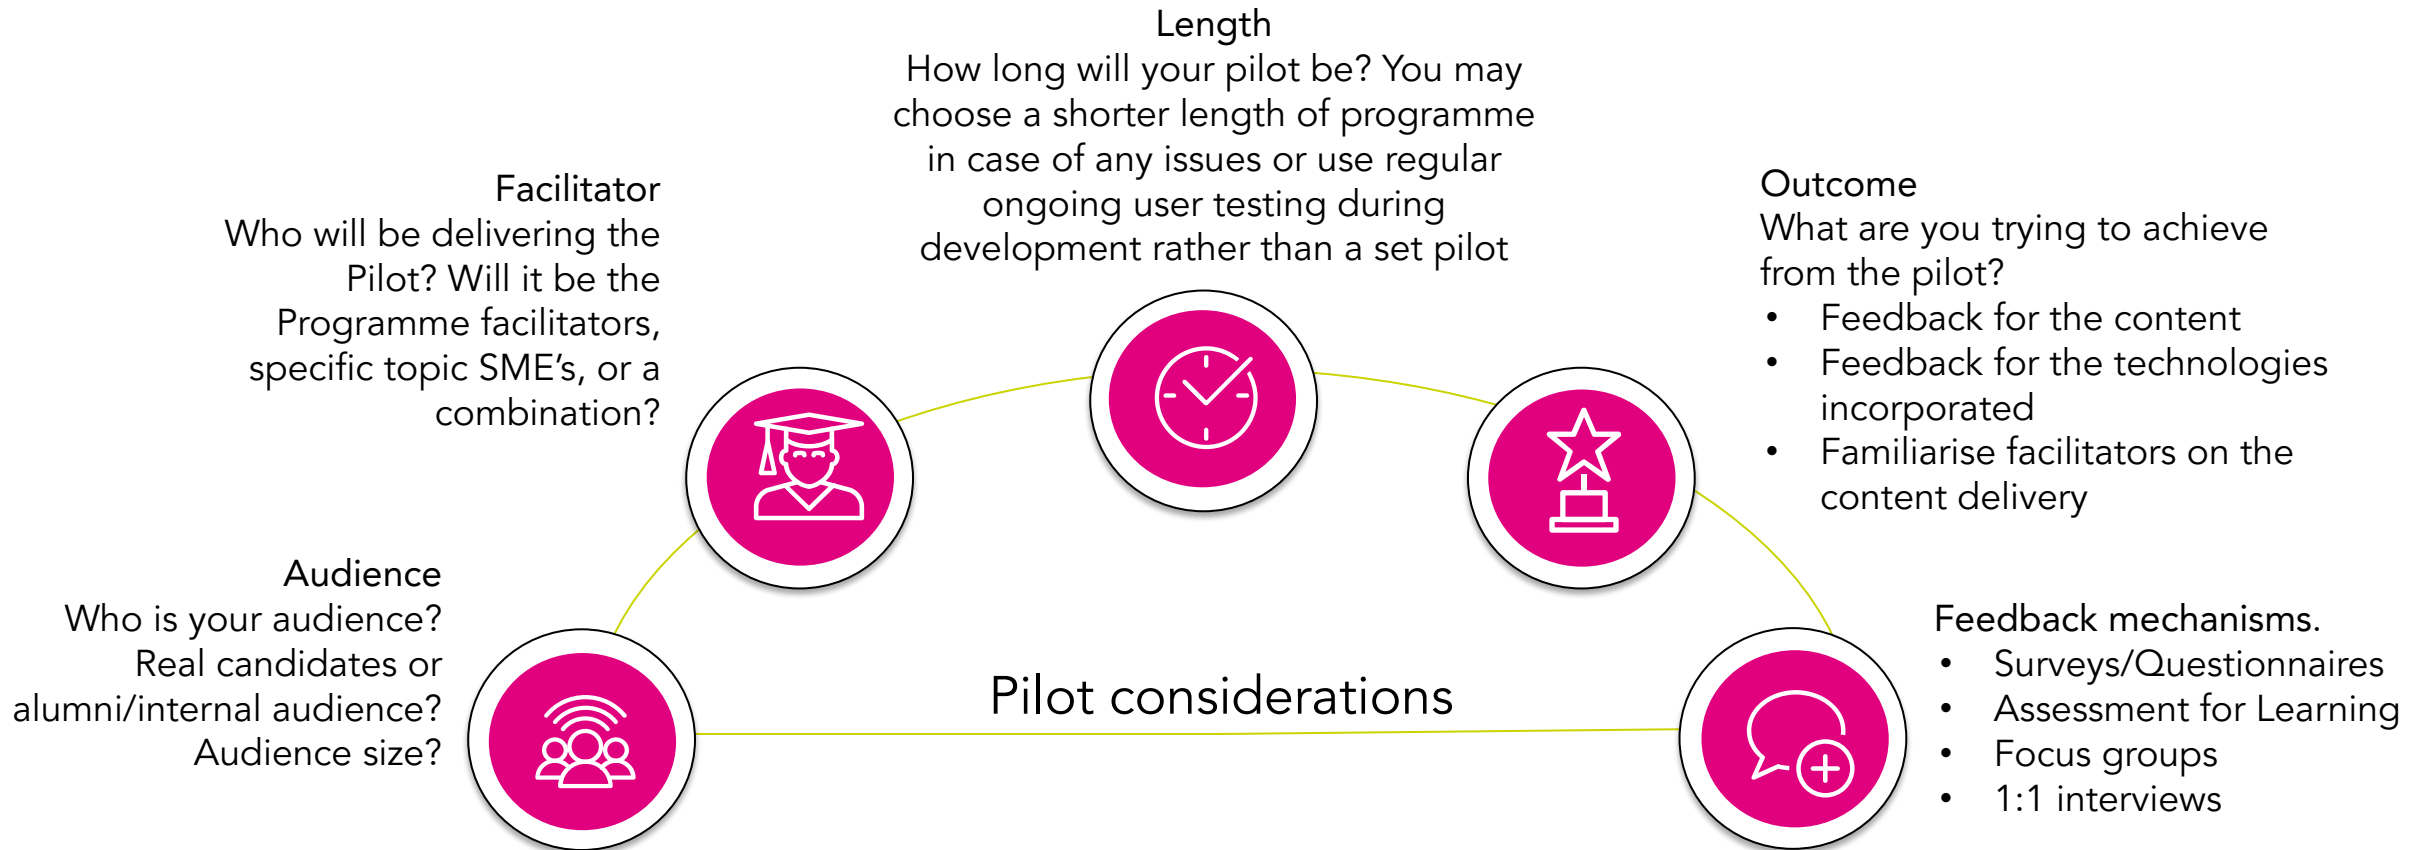 Length
How long will your pilot be? You may
choose a shorter length of programme
in case of any issues or use regular
ongoing user testing during
development rather than a set pilot
Facilitator
Who will be delivering the
Pilot? Will it be the
Programme facilitators,
specific topic SME’s, or a
combination?
Outcome
What are you trying to achieve
from the pilot?
• Feedback for the content
• Feedback for the technologies
incorporated
• Familiarise facilitators on the
content delivery
Audience
Who is your audience?
Real candidates or
alumni/internal audience?
Audience size?
Pilot considerations
Feedback mechanisms.
• Surveys/Questionnaires
• Assessment for Learning
• Focus groups
• 1:1 interviews